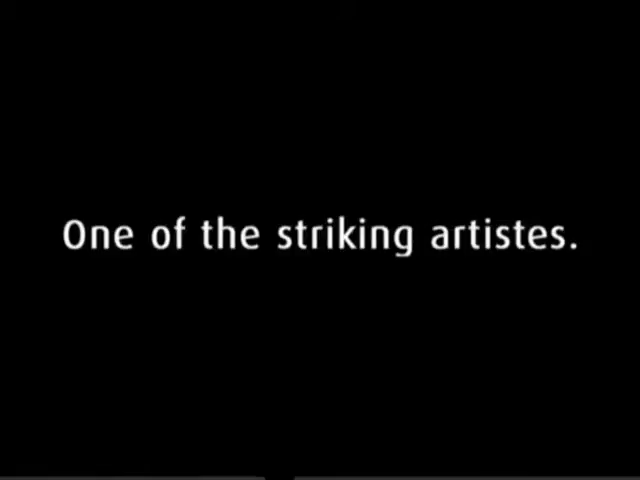 One of the striking artistes.